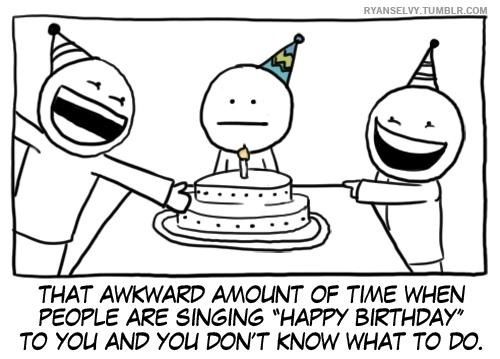 RYANSELVY.TUMBLR.COM
THAT AWKWARD AMOUNT OF TIME WHEN
PEOPLE ARE SINGING "HAPPY BIRTHDAY"
TO YOU AND YOU DON'T KNOW WHAT TO DO.